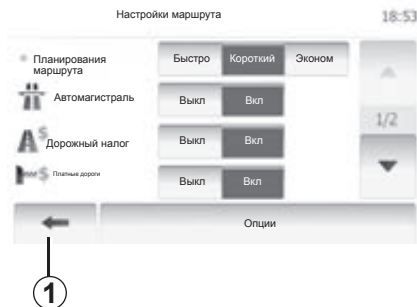 Настройки маршрута 18:53
Планирования Быстро Короткий Эконом
маршрута
Автомагистраль Выкл Вкл
1/2
Дорожный налог Выкл Вкл
Платные дороги Выкл Вкл
Опции
1